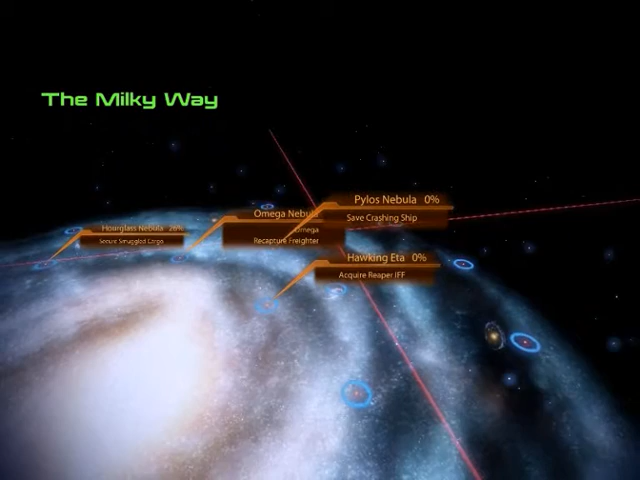 The Milky Way
Pylos Nebula 0%
Save Crashing Ship
Omega Nebula
Omega
Recapture Freighter
Hourglass Nebula 26%
Secure Smuggled Cargo
Hawking Eta 0%
Acquire Reaper IFF